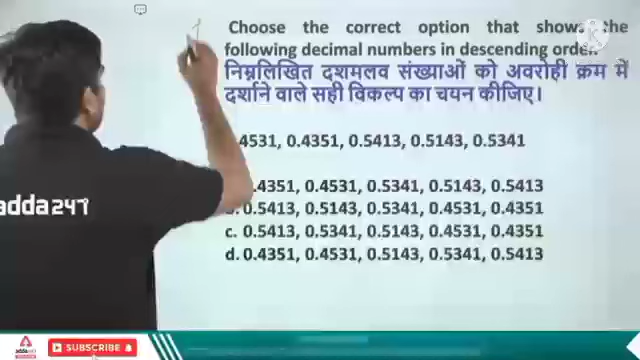 Choose the correct option that shows the
following decimal numbers in descending order.
निम्नलिखित दशमलव संख्याओं को अवरोही क्रम में
दर्शाने वाले सही विकल्प का चयन कीजिए।
.4531, 0.4351, 0.5413, 0.5143, 0.5341
.4351, 0.4531, 0.5341, 0.5143, 0.5413
0.5413, 0.5143, 0.5341, 0.4531, 0.4351
c. 0.5413, 0.5341, 0.5143, 0.4531, 0.4351
d. 0.4351, 0.4531, 0.5143, 0.5341, 0.5413
adda247
adda247
SUBSCRIBE